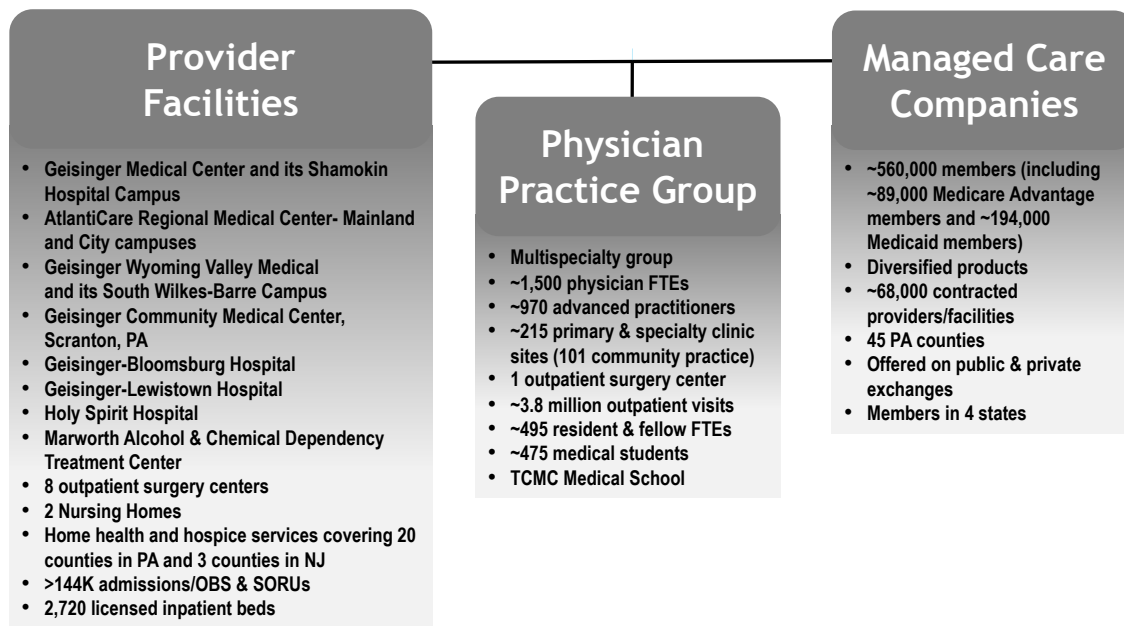 Provider
Facilities
• Geisinger Medical Center and its Shamokin
Hospital Campus
• AtlantiCare Regional Medical Center- Mainland
and City campuses
• Geisinger Wyoming Valley Medical
and its South Wilkes-Barre Campus
• Geisinger Community Medical Center,
Scranton, PA
• Geisinger-Bloomsburg Hospital
• Geisinger-Lewistown Hospital
• Holy Spirit Hospital
• Marworth Alcohol & Chemical Dependency
Treatment Center
• 8 outpatient surgery centers
• 2 Nursing Homes
• Home health and hospice services covering 20
counties in PA and 3 counties in NJ
• >144K admissions/OBS & SORUs
• 2,720 licensed inpatient beds
Physician
Practice Group
• Multispecialty group
• ~1,500 physician FTEs
• ~970 advanced practitioners
• ~215 primary & specialty clinic
sites (101 community practice)
• 1 outpatient surgery center
• ~3.8 million outpatient visits
• ~495 resident & fellow FTEs
• ~475 medical students
• TCMC Medical School
Managed Care
Companies
• ~560,000 members (including
~89,000 Medicare Advantage
members and ~194,000
Medicaid members)
• Diversified products
• ~68,000 contracted
providers/facilities
• 45 PA counties
• Offered on public & private
exchanges
• Members in 4 states